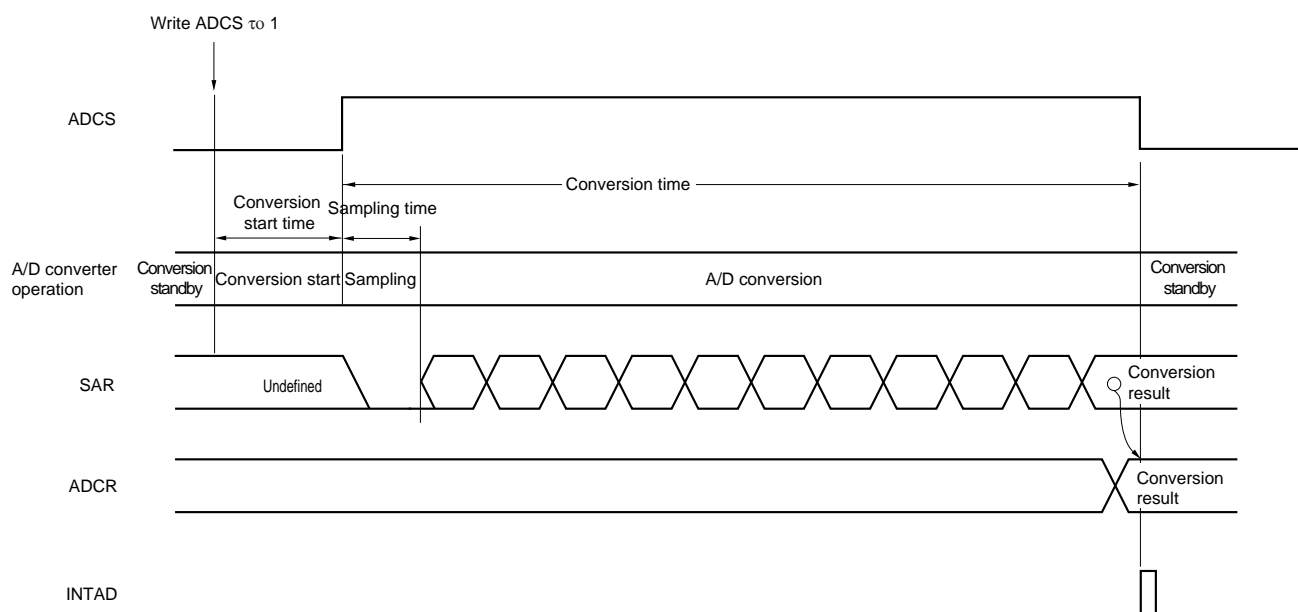 Write ADCS το 1
ADCS
Conversion time
Conversion
start time
Sampling time
A/D converter
operation
Conversion
standby
Conversion start
Sampling
A/D conversion
Conversion
standby
SAR
Undefined
Conversion
result
ADCR
Conversion
result
INTAD